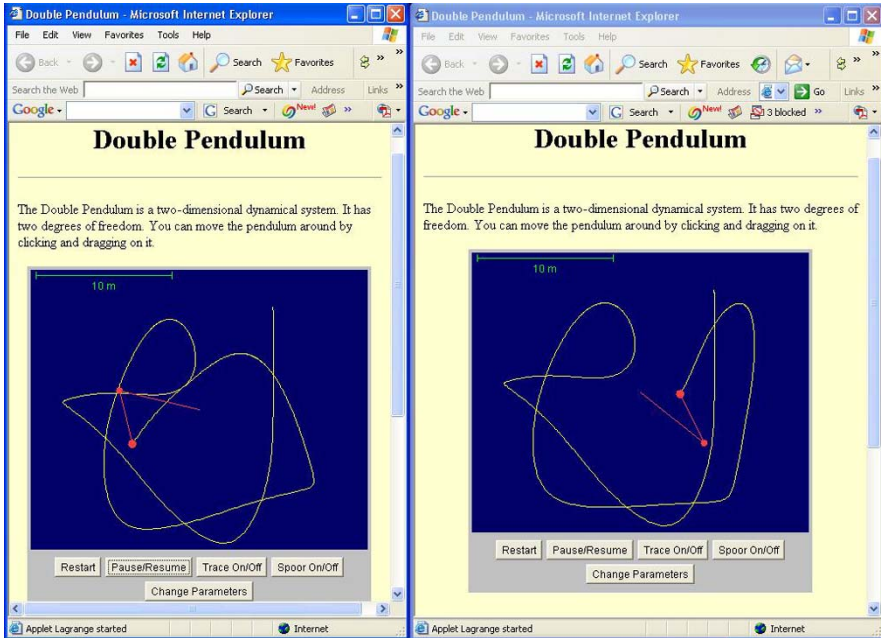 Double Pendulum - Microsoft Internet Explorer
File Edit View Favorites Tools Help
Back Search Favorites »
Search the Web Search Address Links »
Google Search New! »
Double Pendulum
The Double Pendulum is a two-dimensional dynamical system. It has
two degrees of freedom. You can move the pendulum around by
clicking and dragging on it.
10 m
Restart Pause/Resume Trace On/Off Spoor On/Off
Change Parameters
Applet Lagrange started Internet
Double Pendulum - Microsoft Internet Explorer
File Edit View Favorites Tools Help
Back Search Favorites »
Search the Web Search Address Go Links »
Google Search New! 3 blocked »
Double Pendulum
The Double Pendulum is a two-dimensional dynamical system. It has two degrees of
freedom. You can move the pendulum around by clicking and dragging on it.
10 m
Restart Pause/Resume Trace On/Off Spoor On/Off
Change Parameters
Applet Lagrange started Internet